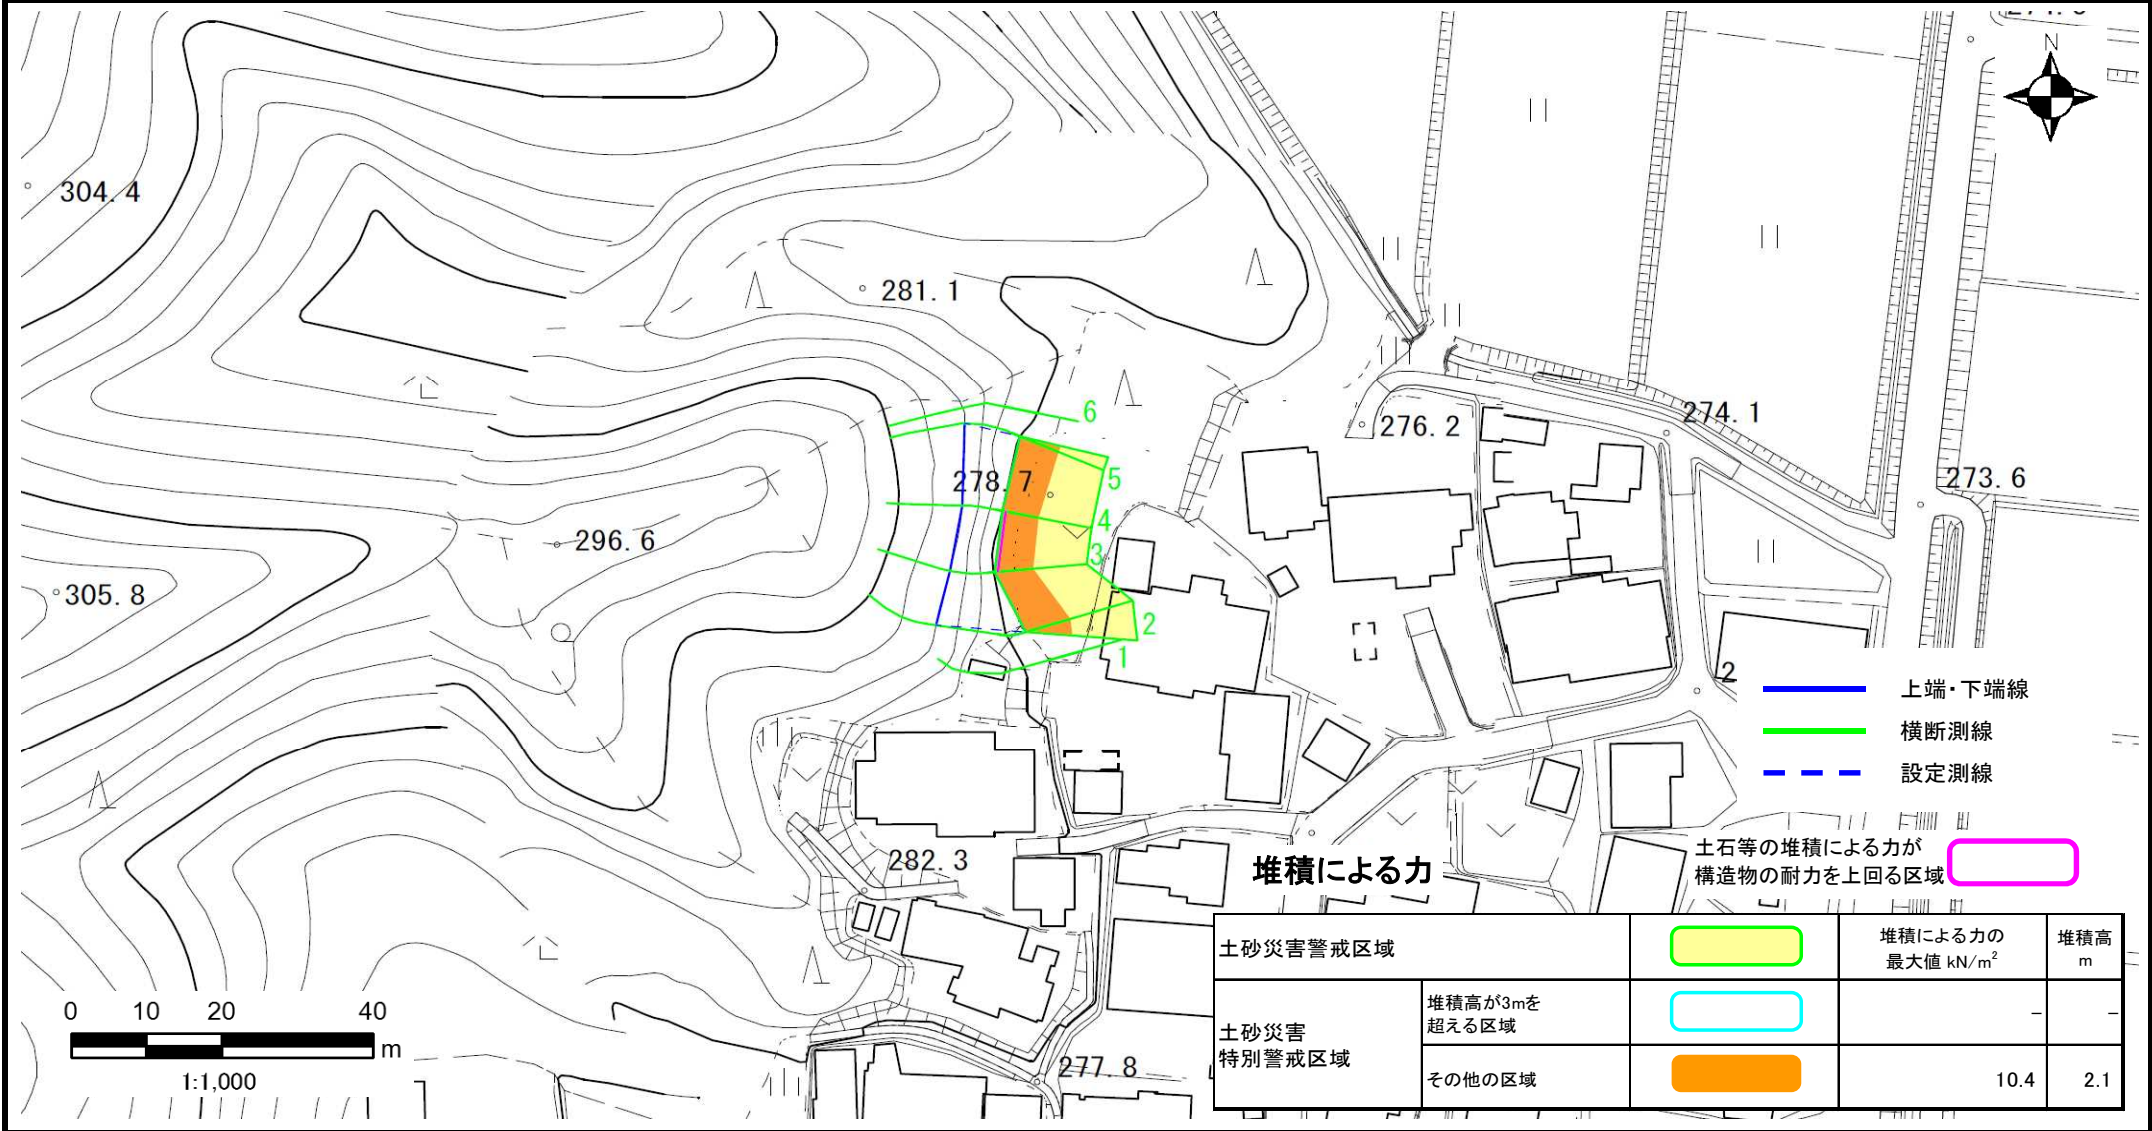 N
304. 4
281. 1
6
276. 2
274. 1
278. 7
5
273. 6
4
296. 6
3
305. 8
2
1
2
上端・下端線
横断測線
設定測線
282. 3
堆積による力
土石等の堆積による力が
構造物の耐力を上回る区域
土砂災害警戒区域
堆積による力の
最大値 kN/m²
堆積高
m
土砂災害
特別警戒区域
堆積高が3mを
超える区域
-
-
その他の区域
10.4
2.1
0 10 20 40
m
1:1,000
277. 8